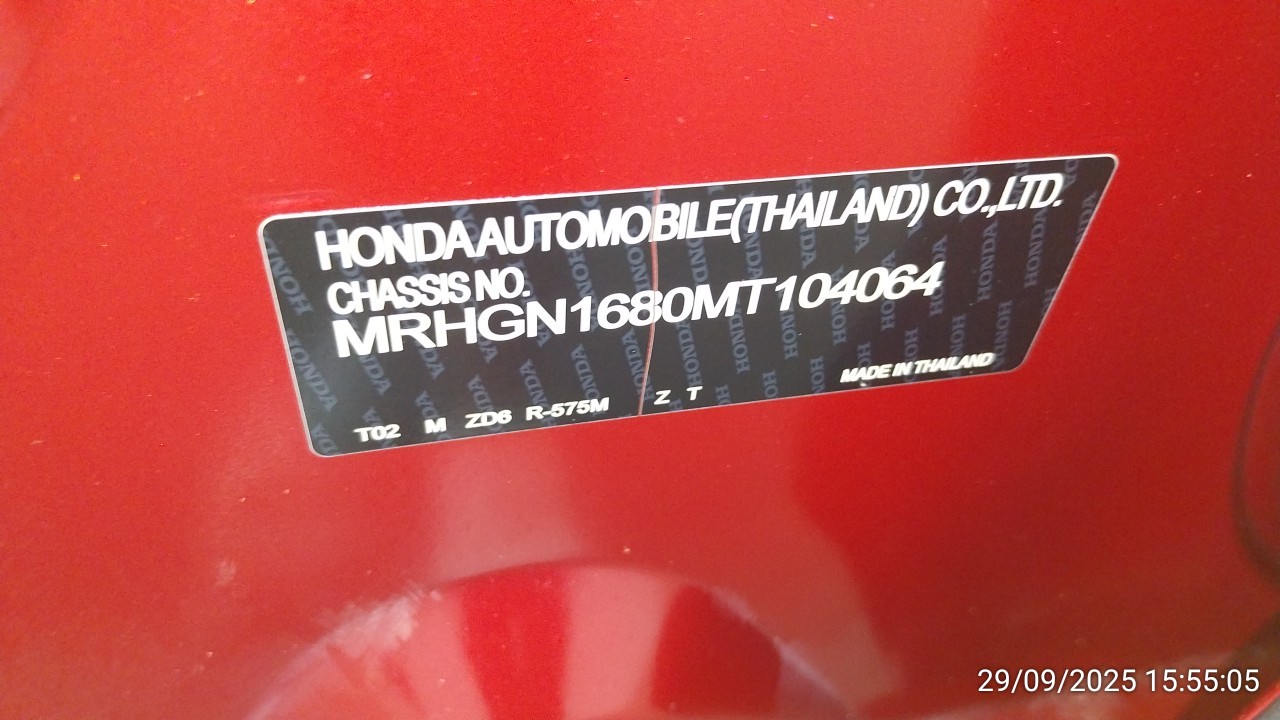 HONDA AUTOMOBILE (THAILAND) CO.,LTD.
CHASSIS NO.
MRHGN1680MT104064
MADE IN THAILAND
T02 M ZD6 R-575M Z T
29/09/2025 15:55:05